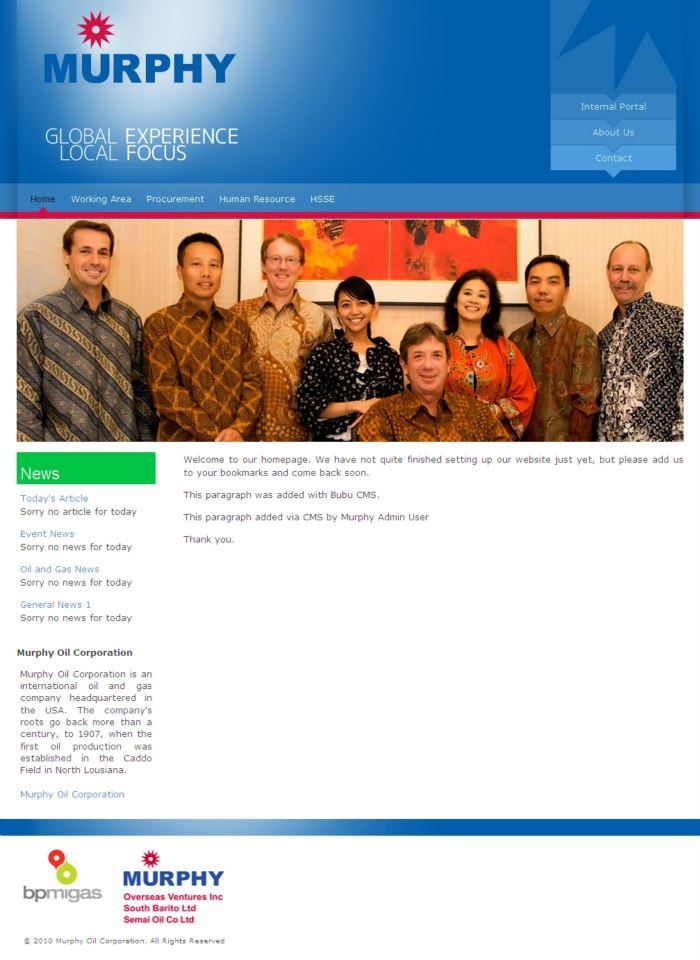 MURPHY
GLOBAL EXPERIENCE
LOCAL FOCUS
Internal Portal
About Us
Contact
Home Working Area Procurement Human Resource HSSE
News
Today's Article
Sorry no article for today
Event News
Sorry no news for today
Oil and Gas News
Sorry no news for today
General News 1
Sorry no news for today
Murphy Oil Corporation
Murphy Oil Corporation is an
international oil and gas
company headquartered in
the USA. The company's
roots go back more than a
century, to 1907, when the
first oil production was
established in the Caddo
Field in North Lousiana.
Murphy Oil Corporation
Welcome to our homepage. We have not quite finished setting up our website just yet, but please add us
to your bookmarks and come back soon.
This paragraph was added with Bubu CMS.
This paragraph added via CMS by Murphy Admin User
Thank you.
bpmigas
MURPHY
Overseas Ventures Inc
South Barito Ltd
Semai Oil Co Ltd
© 2010 Murphy Oil Corporation. All Rights Reserved